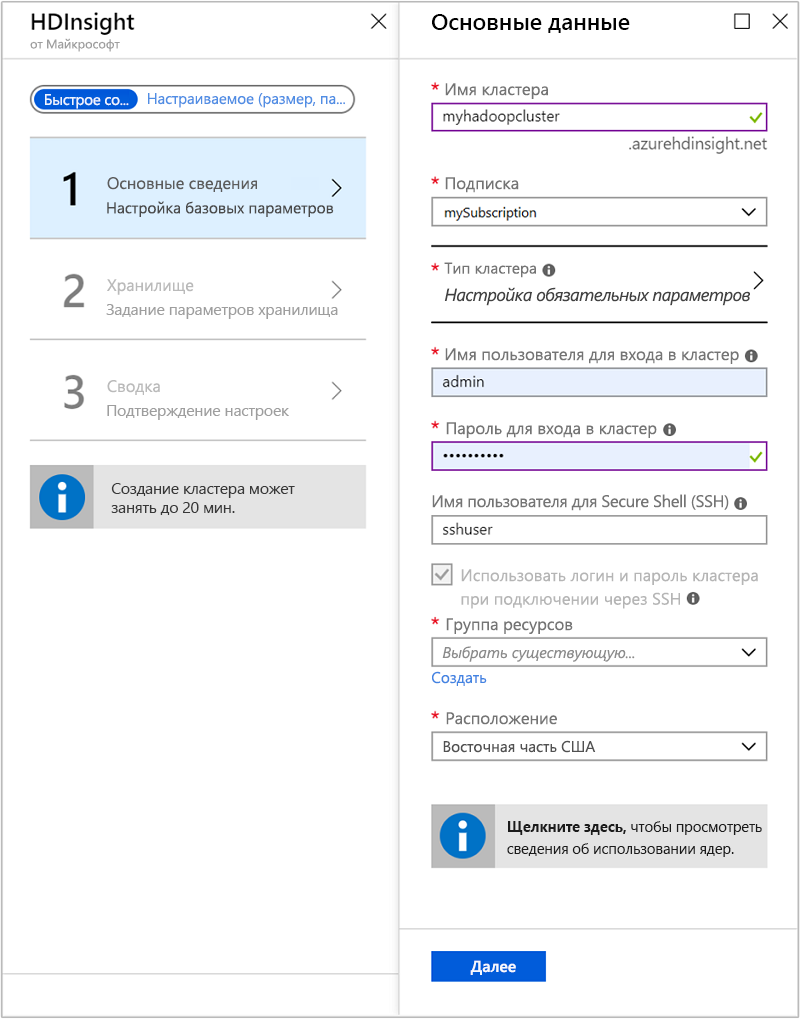 HDInsight
от Майкрософт
Быстрое со...
Настраиваемое (размер, па...
1
Основные сведения
Настройка базовых параметров
2
Хранилище
Задание параметров хранилища
3
Сводка
Подтверждение настроек
Создание кластера может
занять до 20 мин.
Основные данные
* Имя кластера
myhadoopcluster
.azurehdinsight.net
* Подписка
mySubscription
* Тип кластера
Настройка обязательных параметров
* Имя пользователя для входа в кластер
admin
* Пароль для входа в кластер
••••••••••
Имя пользователя для Secure Shell (SSH)
sshuser
Использовать логин и пароль кластера
при подключении через SSH
* Группа ресурсов
Выбрать существующую...
Создать
* Расположение
Восточная часть США
Щелкните здесь, чтобы просмотреть
сведения об использовании ядер.
Далее